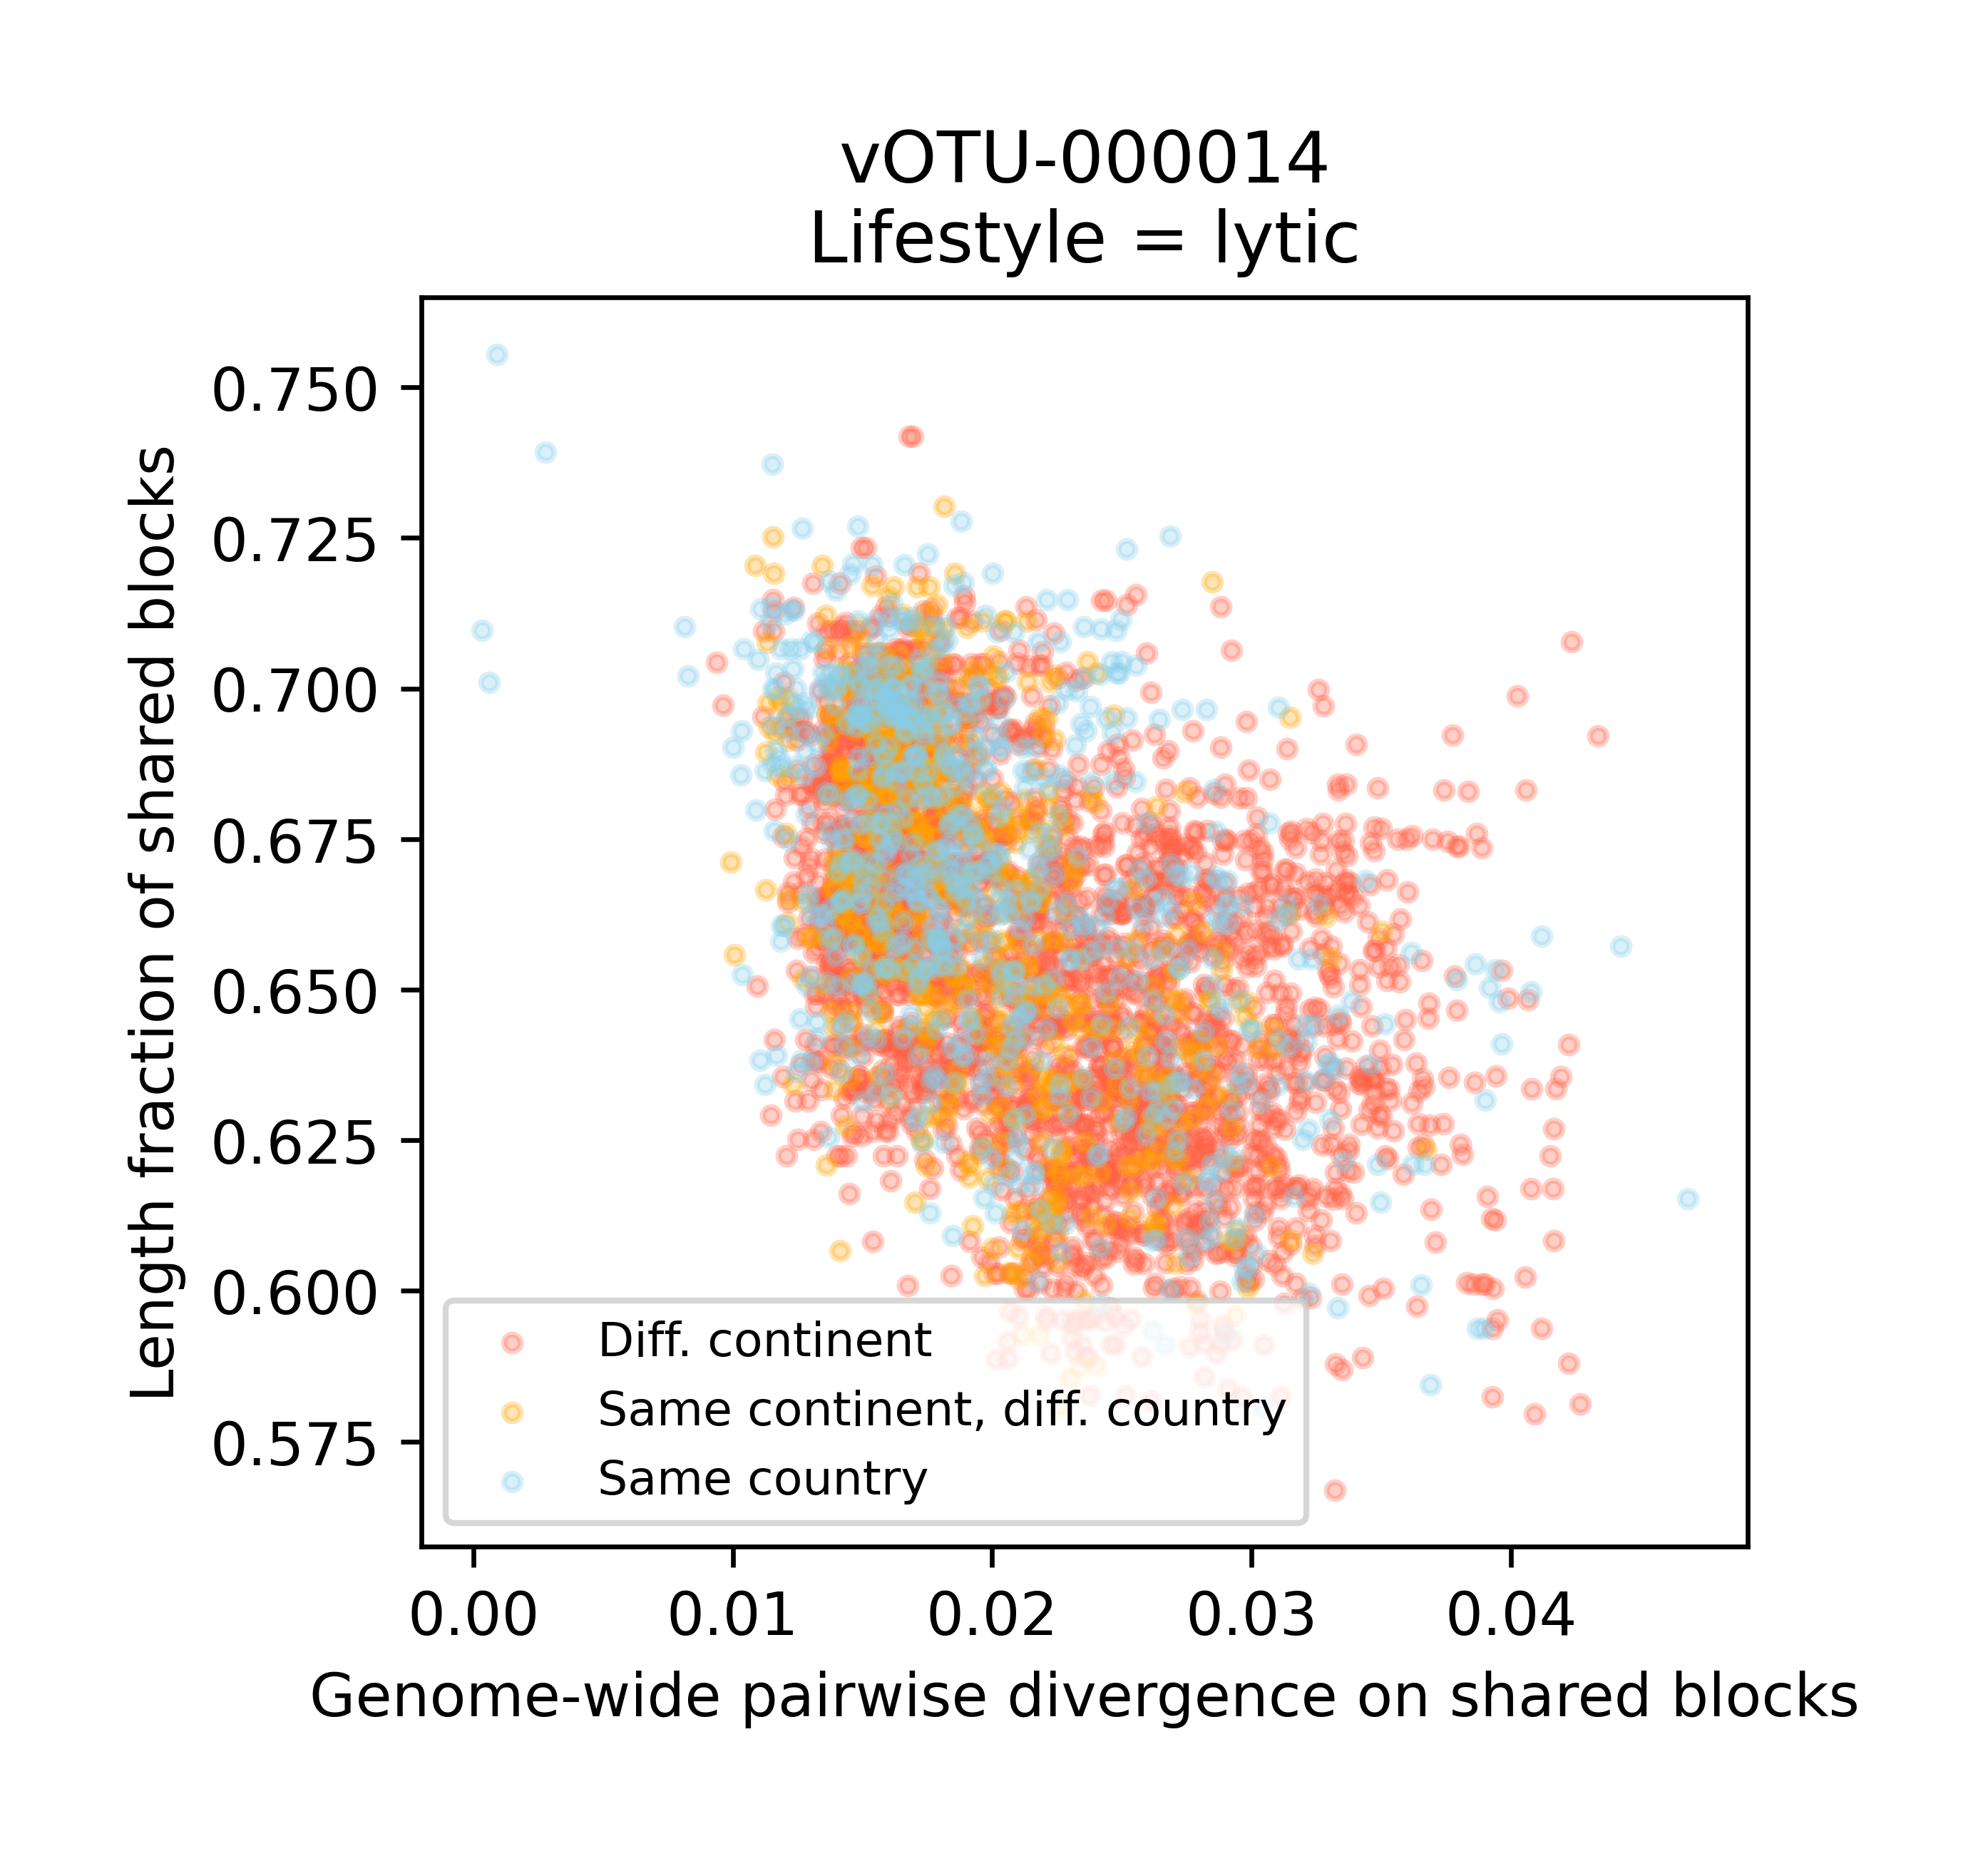 vOTU-000014
Lifestyle = lytic
Length fraction of shared blocks
0.750
0.725
0.700
0.675
0.650
0.625
0.600
0.575
Diff. continent
Same continent, diff. country
Same country
0.00 0.01 0.02 0.03 0.04
Genome-wide pairwise divergence on shared blocks